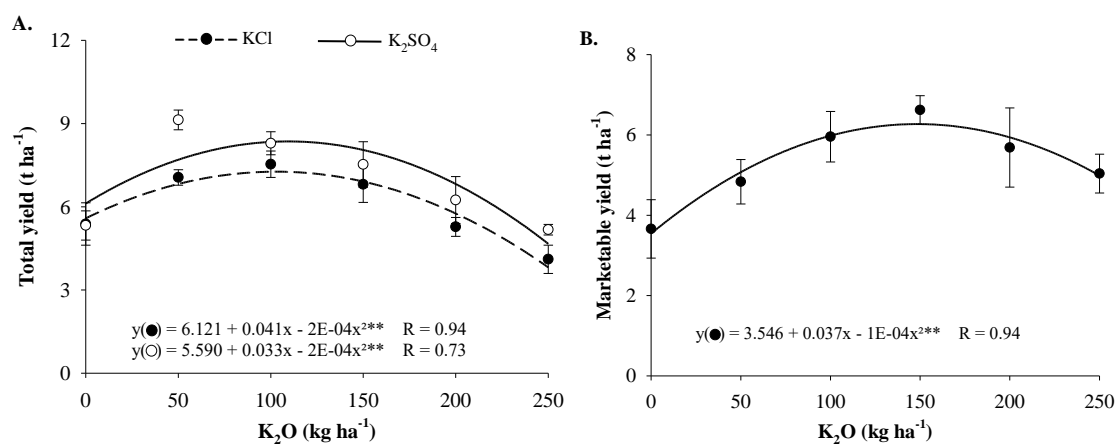 A.
KCl
K₂SO₄
Total yield (t ha⁻¹)
12
9
6
3
0
y(●) = 6.121 + 0.041x - 2E-04x²** R = 0.94
y(○) = 5.590 + 0.033x - 2E-04x²** R = 0.73
0 50 100 150 200 250
K₂O (kg ha⁻¹)
B.
Marketable yield (t ha⁻¹)
8
6
4
2
0
y(●) = 3.546 + 0.037x - 1E-04x²** R = 0.94
0 50 100 150 200 250
K₂O (kg ha⁻¹)